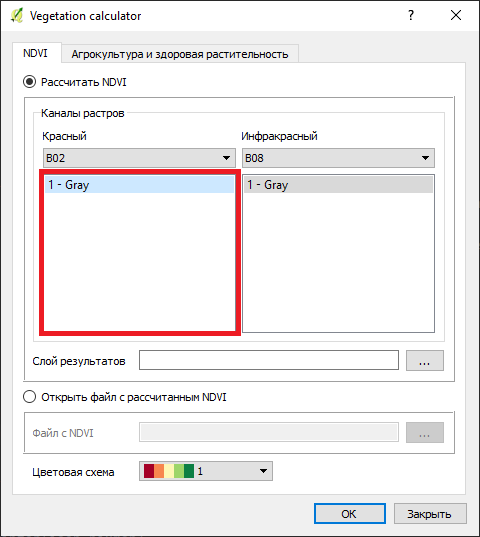 Vegetation calculator
? ×
NDVI
Агрокультура и здоровая растительность
Рассчитать NDVI
Каналы растров
Красный
Инфракрасный
B02
B08
1 - Gray
1 - Gray
Слой результатов
...
Открыть файл с рассчитанным NDVI
Файл с NDVI
...
Цветовая схема
1
OK
Закрыть